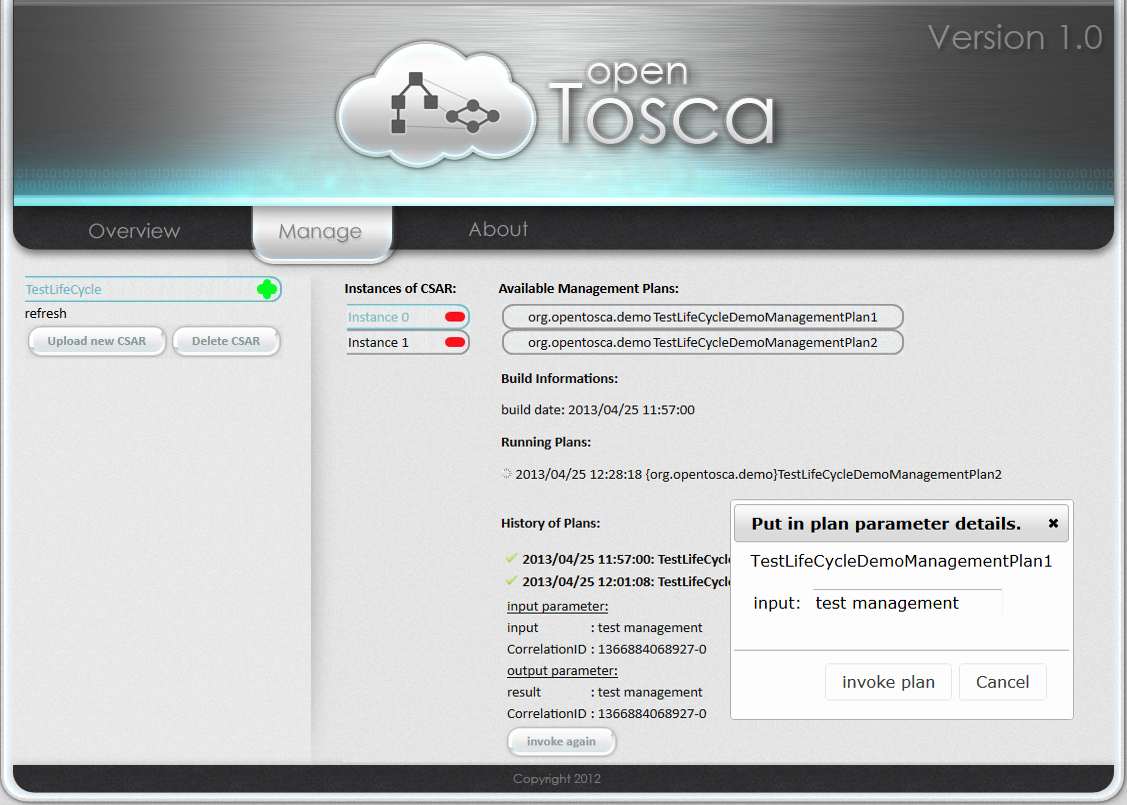 Version 1.0
open
Tosca
Overview
Manage
About
TestLifeCycle
refresh
Upload new CSAR
Delete CSAR
Instances of CSAR:
Instance 0
Instance 1
Available Management Plans:
org.opentosca.demo TestLifeCycleDemoManagementPlan1
org.opentosca.demo TestLifeCycleDemoManagementPlan2
Build Informations:
build date: 2013/04/25 11:57:00
Running Plans:
2013/04/25 12:28:18 {org.opentosca.demo}TestLifeCycleDemoManagementPlan2
History of Plans:
2013/04/25 11:57:00: TestLifeCycl
2013/04/25 12:01:08: TestLifeCycl
input parameter:
input : test management
CorrelationID : 1366884068927-0
output parameter:
result : test management
CorrelationID : 1366884068927-0
invoke again
Put in plan parameter details.
TestLifeCycleDemoManagementPlan1
input: test management
invoke plan
Cancel
Copyright 2012